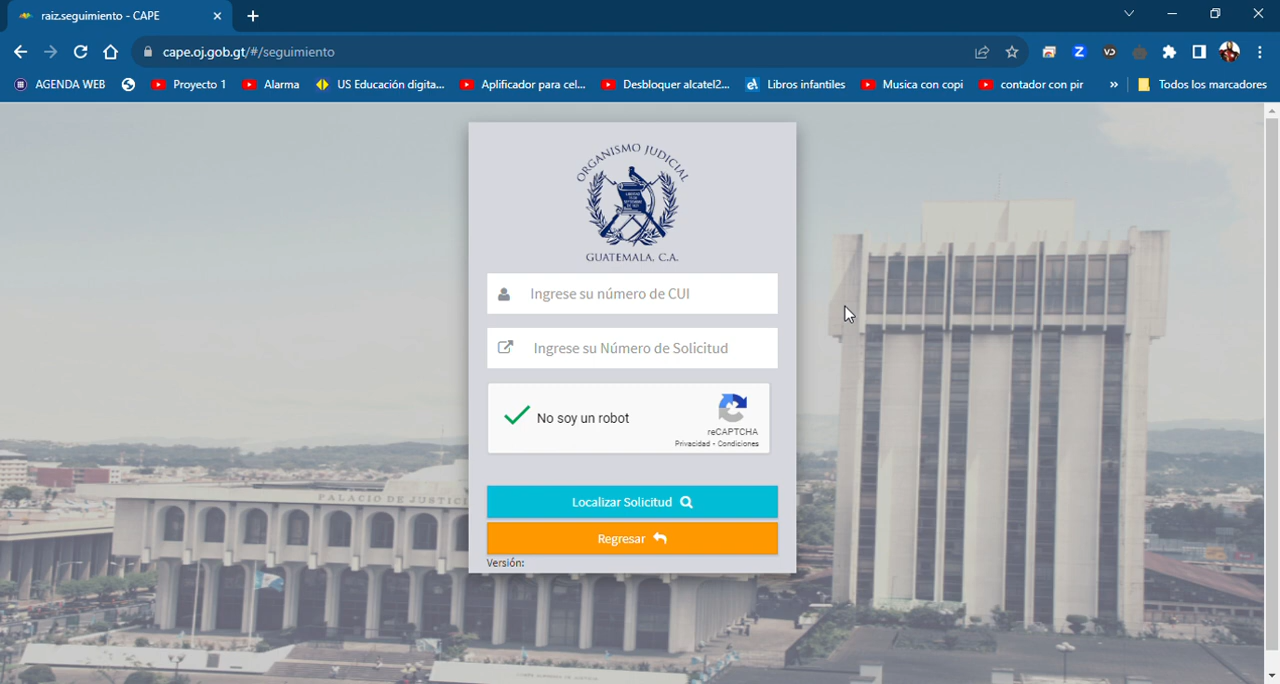 raiz.seguimiento - CAPE
cape.oj.gob.gt/#/seguimiento
AGENDA WEB
Proyecto 1
Alarma
US Educación digita...
Aplificador para cel...
Desbloquer alcatel2...
Libros infantiles
Musica con copi
contador con pir
»
Todos los marcadores
ORGANISMO JUDICIAL
GUATEMALA, C.A.
Ingrese su número de CUI
Ingrese su Número de Solicitud
No soy un robot
reCAPTCHA
Privacidad - Condiciones
Localizar Solicitud
Regresar
Versión:
PALACIO DE JUSTICI